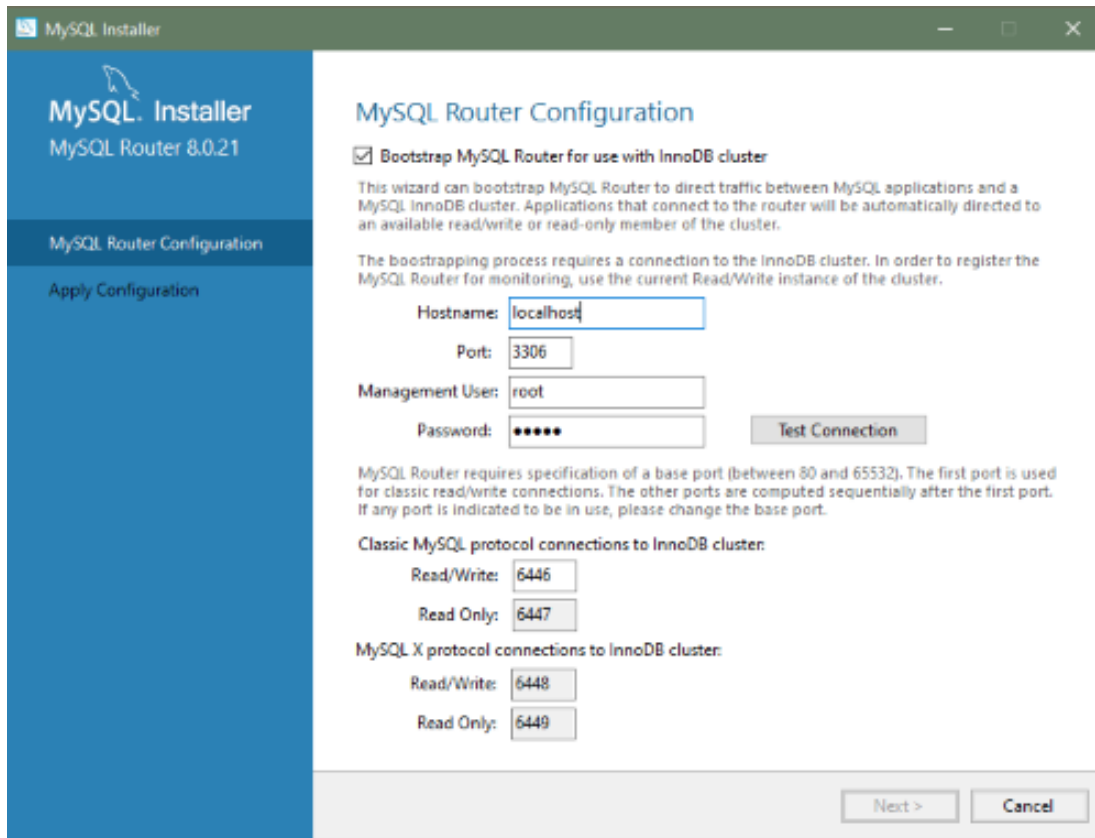 MySQL Installer
MySQL. Installer
MySQL Router 8.0.21
MySQL Router Configuration
Apply Configuration
MySQL Router Configuration
Bootstrap MySQL Router for use with InnoDB cluster
This wizard can bootstrap MySQL Router to direct traffic between MySQL applications and a
MySQL InnoDB cluster. Applications that connect to the router will be automatically directed to
an available read/write or read-only member of the cluster.
The boostrapping process requires a connection to the InnoDB cluster. In order to register the
MySQL Router for monitoring, use the current Read/Write instance of the cluster.
Hostname: localhost
Port: 3306
Management User: root
Password: ●●●●●
Test Connection
MySQL Router requires specification of a base port (between 80 and 65532). The first port is used
for classic read/write connections. The other ports are computed sequentially after the first port.
If any port is indicated to be in use, please change the base port.
Classic MySQL protocol connections to InnoDB cluster:
Read/Write: 6446
Read Only: 6447
MySQL X protocol connections to InnoDB cluster:
Read/Write: 6448
Read Only: 6449
Next > Cancel